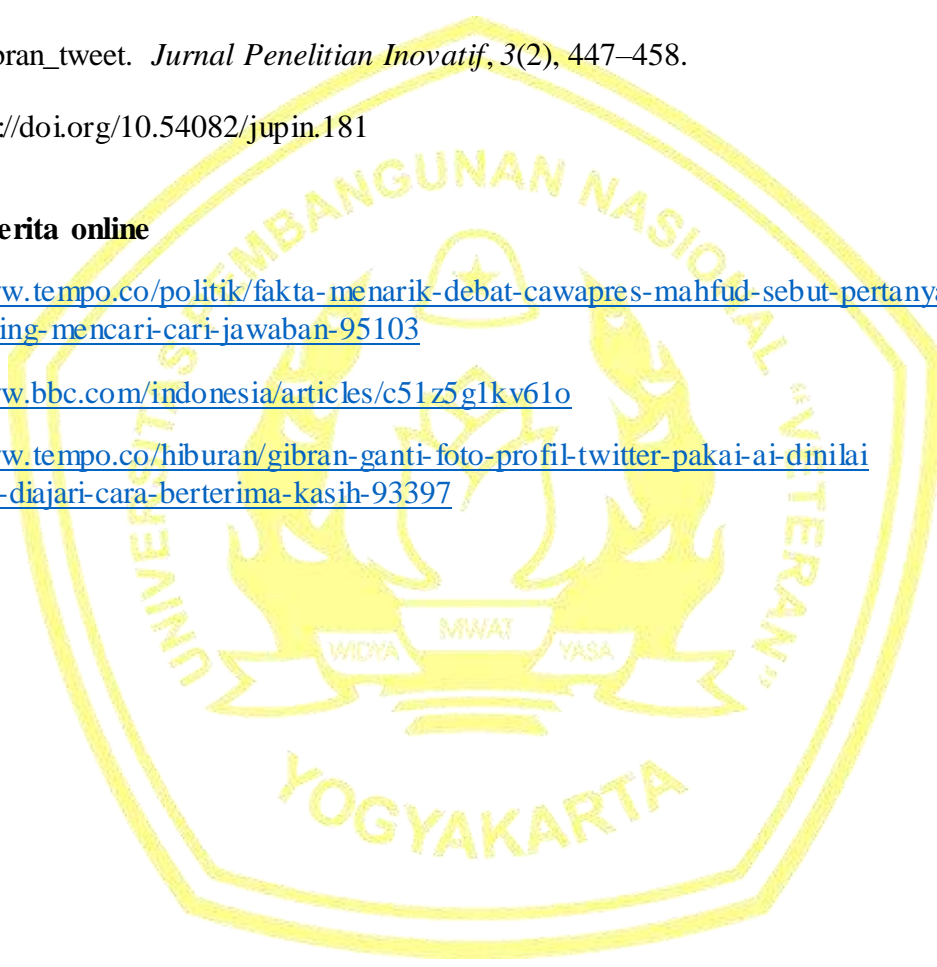 bran_tweet. Jurnal Penelitian Inovatif, 3(2), 447–458.
://doi.org/10.54082/jupin.181
erita online
w.tempo.co/politik/fakta-menarik-debat-cawapres-mahfud-sebut-pertanya
ing-mencari-cari-jawaban-95103
w.bbc.com/indonesia/articles/c51z5g1kv61o
w.tempo.co/hiburan/gibran-ganti-foto-profil-twitter-pakai-ai-dinilai
-diajari-cara-berterima-kasih-93397
UNIVERSITAS PEMBANGUNAN NASIONAL "VETERAN"
WIDYA MWAT YASA
YOGYAKARTA